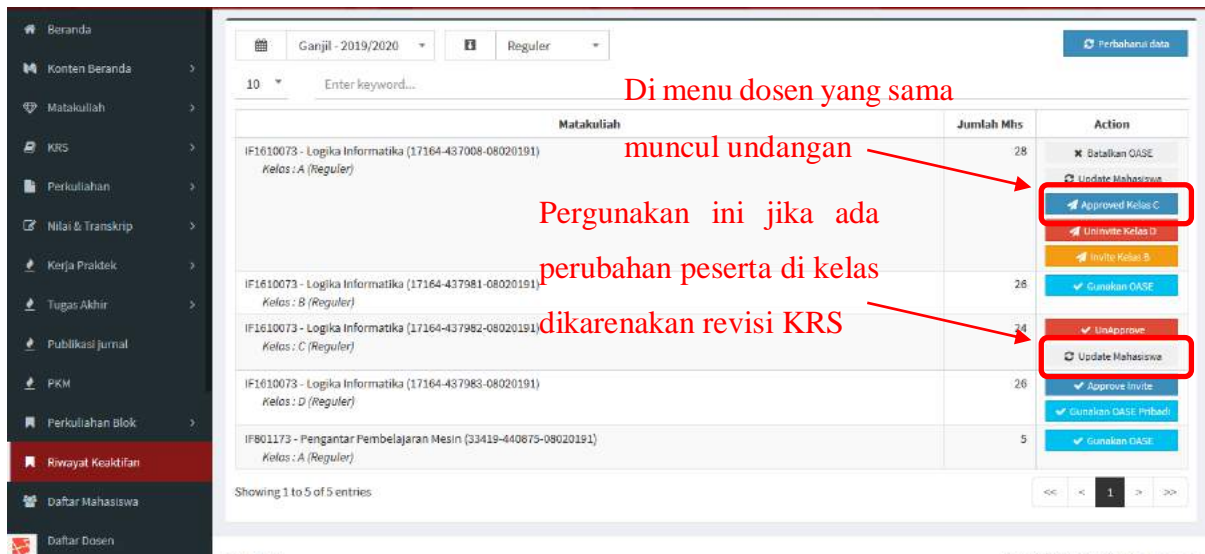 Beranda
Konten Beranda
Matakuliah
KRS
Perkuliahan
Nilai & Transkrip
Kerja Praktek
Tugas Akhir
Publikasi jurnal
PKM
Perkuliahan Blok
Riwayat Keaktifan
Daftar Mahasiswa
Daftar Dosen
Ganjil - 2019/2020
Reguler
Perbaharui data
10
Enter keyword...
Di menu dosen yang sama
muncul undangan
Pergunakan ini jika ada
perubahan peserta di kelas
dikarenakan revisi KRS
Matakuliah
Jumlah Mhs
Action
IF1610073 - Logika Informatika (17164-437008-08020191)
Kelas : A (Reguler)
28
Batalkan OASE
Update Mahasiswa
Approved Kelas C
Uninvite Kelas D
Invite Kelas B
IF1610073 - Logika Informatika (17164-437981-08020191)
Kelas : B (Reguler)
26
Gunakan OASE
IF1610073 - Logika Informatika (17164-437982-08020191)
Kelas : C (Reguler)
24
UnApprove
Update Mahasiswa
IF1610073 - Logika Informatika (17164-437983-08020191)
Kelas : D (Reguler)
26
Approve Invite
Gunakan OASE Pribadi
IF801173 - Pengantar Pembelajaran Mesin (33419-440875-08020191)
Kelas : A (Reguler)
5
Gunakan OASE
Showing 1 to 5 of 5 entries
<< < 1 > >>